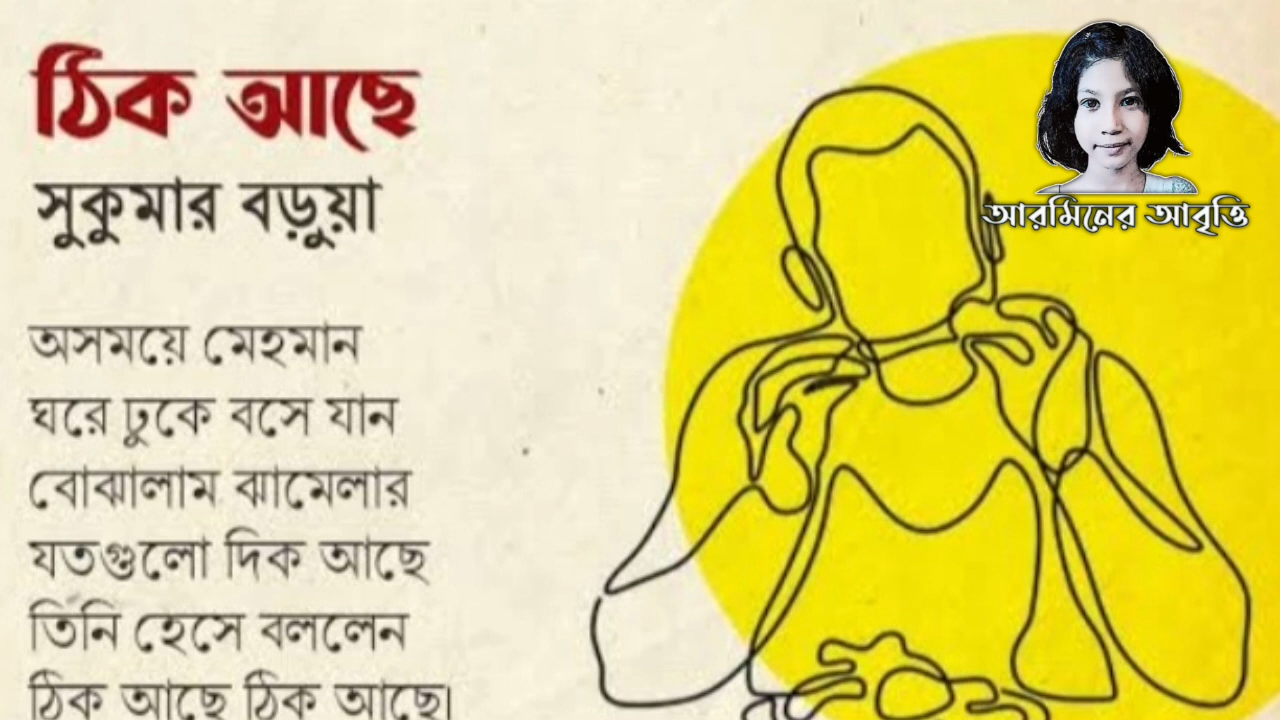 ঠিক আছে
সুকুমার বড়ুয়া
অসময়ে মেহমান
ঘরে ঢুকে বসে যান
বোঝালাম ঝামেলার
যতগুলো দিক আছে
তিনি হেসে বললেন
ঠিক আছে ঠিক আছে।
আরমিনের আবৃত্তি